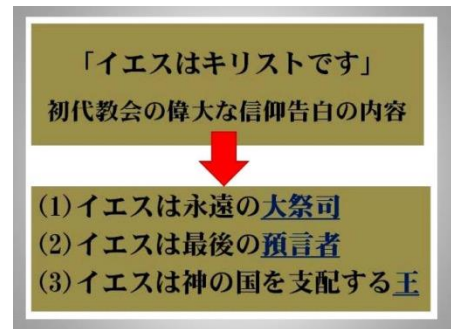 「イエスはキリストです」
初代教会の偉大な信仰告白の内容
(1)イエスは永遠の大祭司
(2)イエスは最後の預言者
(3)イエスは神の国を支配する王